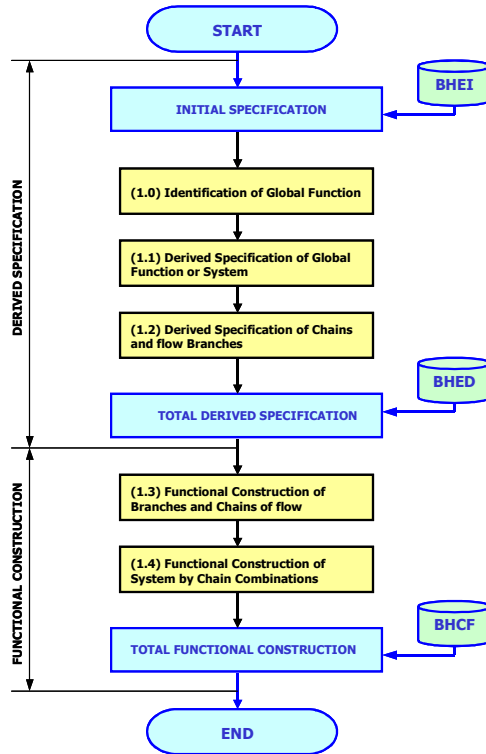 START
BHEI
INITIAL SPECIFICATION
(1.0) Identification of Global Function
(1.1) Derived Specification of Global
Function or System
DERIVED SPECIFICATION
(1.2) Derived Specification of Chains
and flow Branches
BHED
TOTAL DERIVED SPECIFICATION
(1.3) Functional Construction of
Branches and Chains of flow
FUNCTIONAL CONSTRUCTION
(1.4) Functional Construction of
System by Chain Combinations
BHCF
TOTAL FUNCTIONAL CONSTRUCTION
END